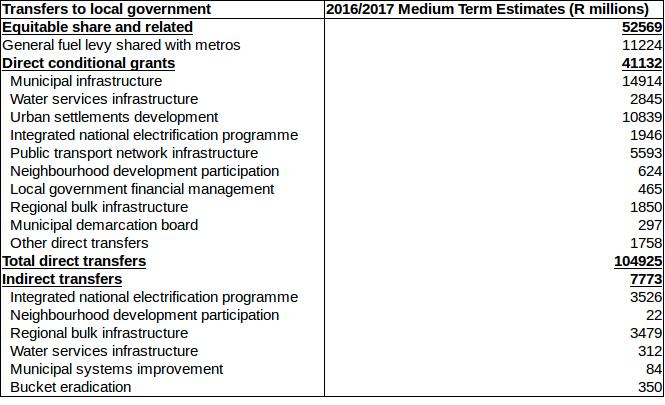 Transfers to local government 2016/2017 Medium Term Estimates (R millions)
Equitable share and related 52569
General fuel levy shared with metros 11224
Direct conditional grants 41132
Municipal infrastructure 14914
Water services infrastructure 2845
Urban settlements development 10839
Integrated national electrification programme 1946
Public transport network infrastructure 5593
Neighbourhood development participation 624
Local government financial management 465
Regional bulk infrastructure 1850
Municipal demarcation board 297
Other direct transfers 1758
Total direct transfers 104925
Indirect transfers 7773
Integrated national electrification programme 3526
Neighbourhood development participation 22
Regional bulk infrastructure 3479
Water services infrastructure 312
Municipal systems improvement 84
Bucket eradication 350